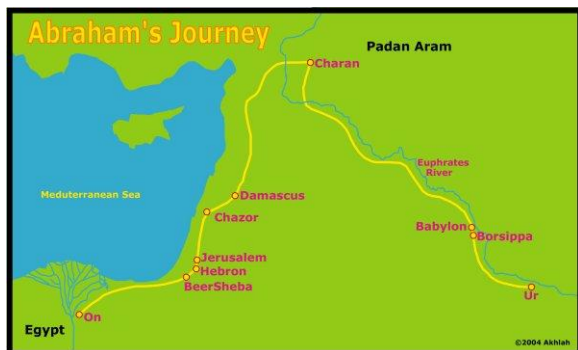 Abraham's Journey
Padan Aram
Charan
Euphrates
River
Meduterranean Sea
Damascus
Chazor
Babylon
Borsippa
Jerusalem
Hebron
BeerSheba
Ur
On
Egypt
©2004 Akhlah